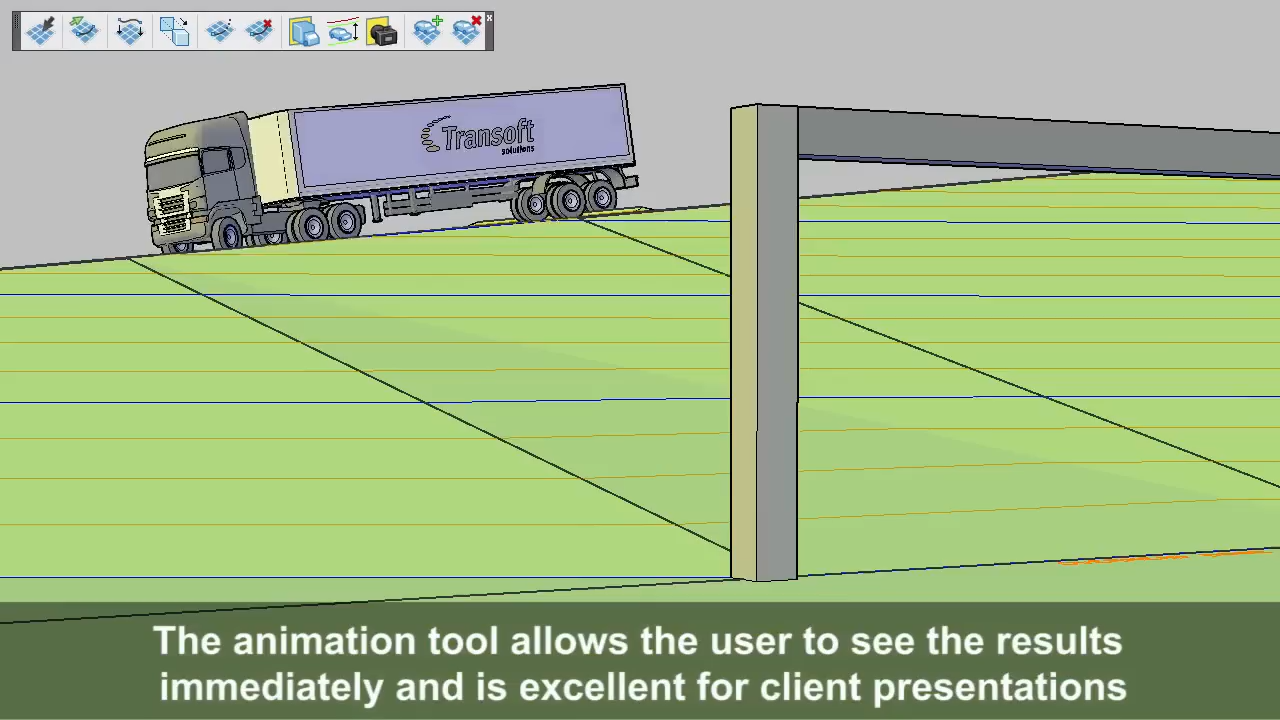 Transoft
solutions
The animation tool allows the user to see the results
immediately and is excellent for client presentations